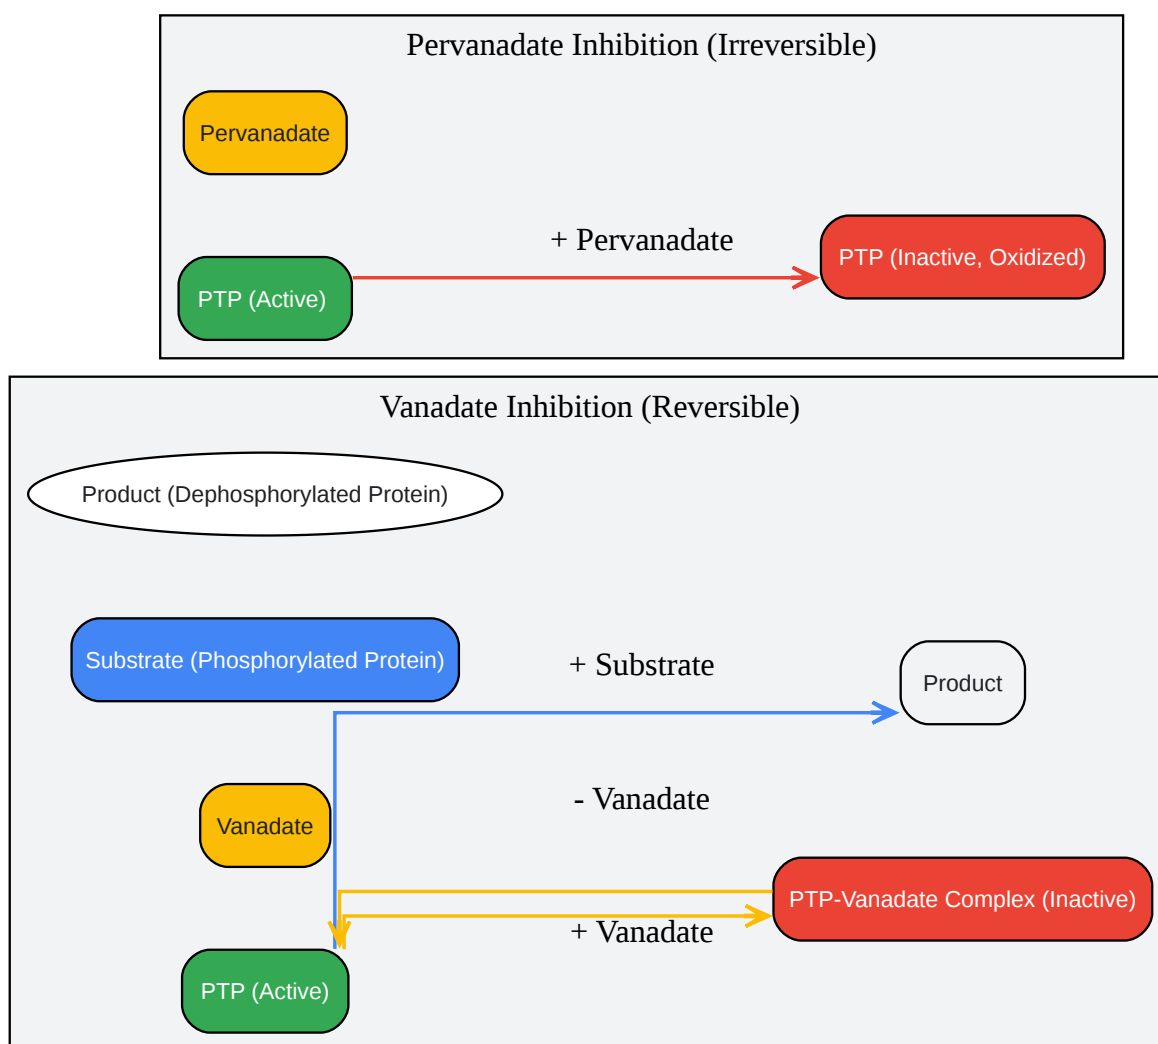 Pervanadate Inhibition (Irreversible)
Pervanadate
+ Pervanadate
PTP (Inactive, Oxidized)
PTP (Active)
Vanadate Inhibition (Reversible)
Product (Dephosphorylated Protein)
Substrate (Phosphorylated Protein)
+ Substrate
Product
- Vanadate
Vanadate
PTP-Vanadate Complex (Inactive)
+ Vanadate
PTP (Active)